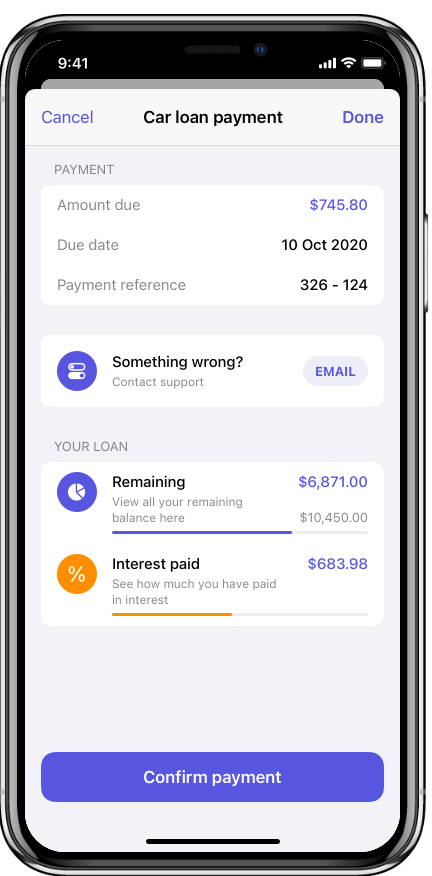 9:41
Cancel Car loan payment Done
PAYMENT
Amount due $745.80
Due date 10 Oct 2020
Payment reference 326 - 124
Something wrong? EMAIL
Contact support
YOUR LOAN
Remaining $6,871.00
View all your remaining
balance here $10,450.00
% Interest paid $683.98
See how much you have paid
in interest
Confirm payment